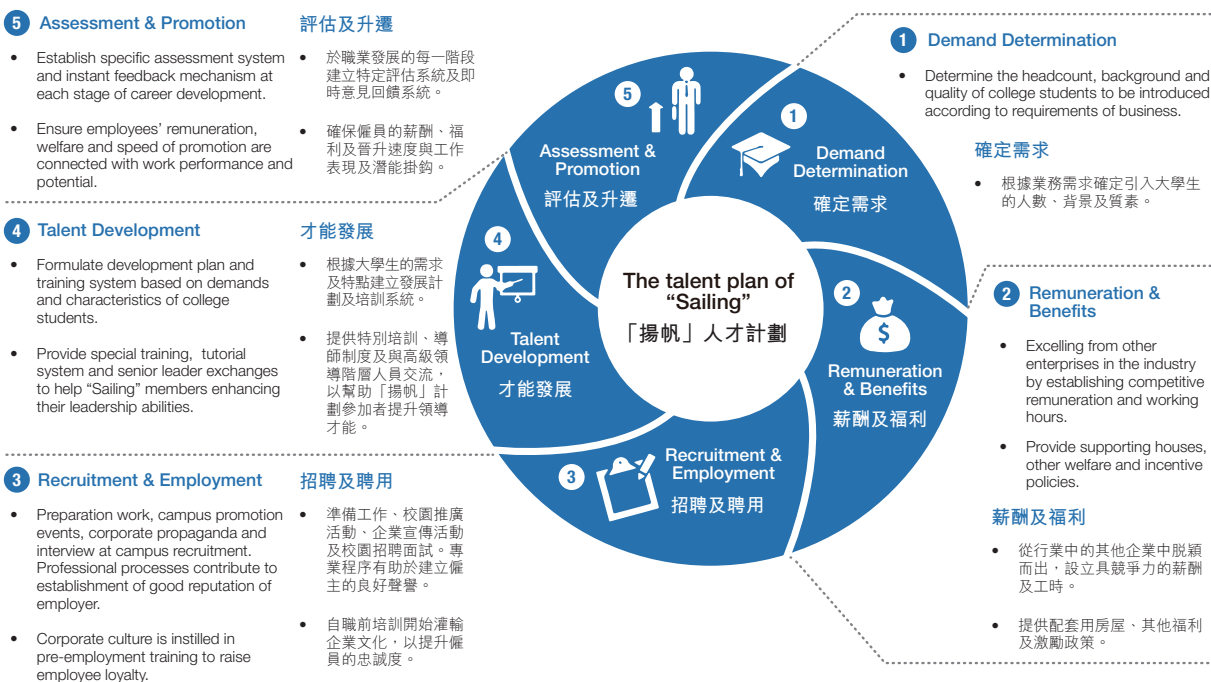 5 Assessment & Promotion
• Establish specific assessment system
and instant feedback mechanism at
each stage of career development.
• Ensure employees' remuneration,
welfare and speed of promotion are
connected with work performance and
potential.
評估及升遷
• 於職業發展的每一階段
建立特定評估系統及即
時意見回饋系統。
• 確保僱員的薪酬、福
利及晉升速度與工作
表現及潛能掛鈎。
4 Talent Development
• Formulate development plan and
training system based on demands
and characteristics of college
students.
• Provide special training, tutorial
system and senior leader exchanges
to help “Sailing” members enhancing
their leadership abilities.
才能發展
• 根據大學生的需求
及特點建立發展計
劃及培訓系統。
• 提供特別培訓、導
師制度及與高級領
導階層人員交流，
以幫助「揚帆」計
劃參加者提升領導
才能。
3 Recruitment & Employment
• Preparation work, campus promotion
events, corporate propaganda and
interview at campus recruitment.
Professional processes contribute to
establishment of good reputation of
employer.
• Corporate culture is instilled in
pre-employment training to raise
employee loyalty.
招聘及聘用
• 準備工作、校園推廣
活動、企業宣傳活動
及校園招聘面試。專
業程序有助於建立僱
主的良好聲譽。
• 自職前培訓開始灌輸
企業文化，以提升僱
員的忠誠度。
5
Assessment &
Promotion
評估及升遷
1
Demand
Determination
確定需求
4
Talent
Development
才能發展
The talent plan of
“Sailing”
「揚帆」人才計劃
2
$
Remuneration
& Benefits
薪酬及福利
3
Recruitment &
Employment
招聘及聘用
1 Demand Determination
• Determine the headcount, background and
quality of college students to be introduced
according to requirements of business.
確定需求
• 根據業務需求確定引入大學生
的人數、背景及質素。
2 Remuneration &
Benefits
• Excelling from other
enterprises in the industry
by establishing competitive
remuneration and working
hours.
• Provide supporting houses,
other welfare and incentive
policies.
薪酬及福利
• 從行業中的其他企業中脱穎
而出，設立具競爭力的薪酬
及工時。
• 提供配套用房屋、其他福利
及激勵政策。